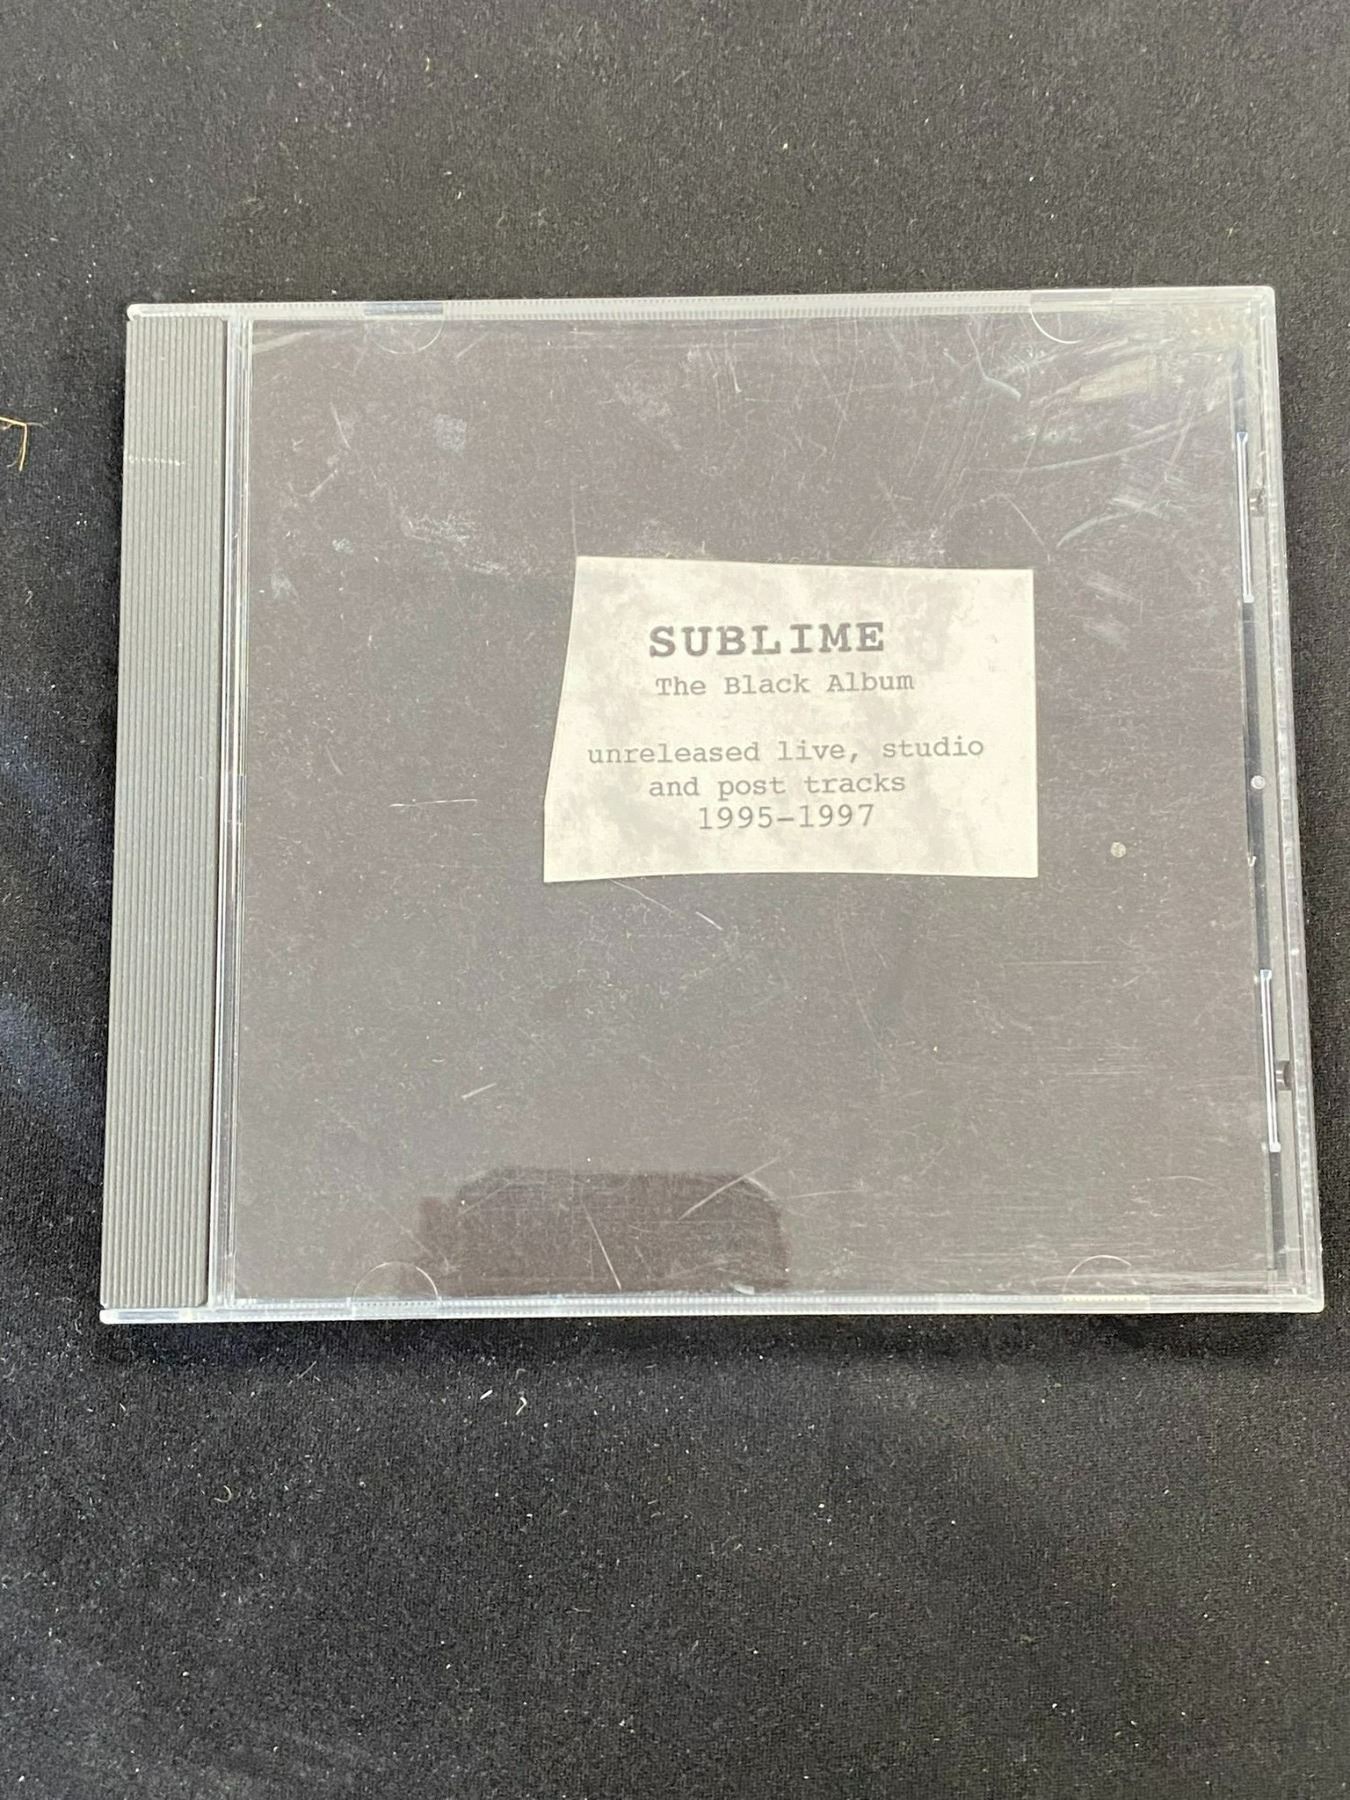 SUBLIME
The Black Album
unreleased live, studio
and post tracks
1995-1997